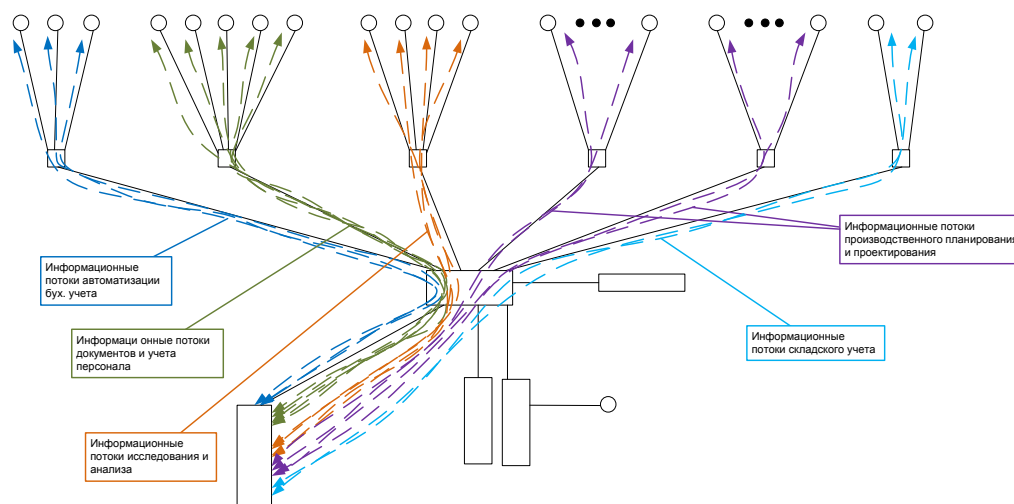 Информационные потоки
производственного планирования
и проектирования
Информационные
потоки автоматизации
бух. учета
Информаци онные потоки
документов и учета
персонала
Информационные
потоки складского учета
Информационные
потоки исследования и
анализа